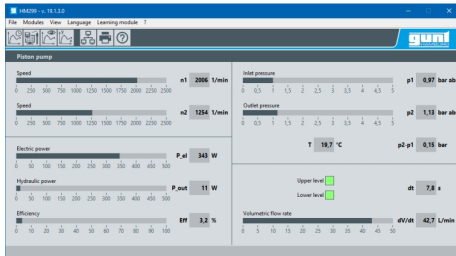 HM299 - v. 19.1.3.0
File Modules View Language Learning module ?
gunt
HAMBURG
Piston pump
Speed
n1 2006 1/min
0 250 500 750 1000 1250 1500 1750 2000 2250 2500
Speed
n2 1254 1/min
0 250 500 750 1000 1250 1500 1750 2000 2250 2500
Electric power
P_el 343 W
0 50 100 150 200 250 300 350 400 450 500
Hydraulic power
P_out 11 W
0 50 100 150 200 250 300 350 400 450 500
Efficiency
Eff 3,2 %
0 10 20 30 40 50 60 70 80 90 100
Inlet pressure
p1 0,97 bar ab
0 0,5 1 1,5 2 2,5 3 3,5 4 4,5 5
Outlet pressure
p2 1,13 bar ab
0 0,5 1 1,5 2 2,5 3 3,5 4 4,5 5
T 19,7 °C p2-p1 0,15 bar
Upper level
Lower level
dt 7,8 s
Volumetric flow rate
dV/dt 42,7 L/min
0 5 10 15 20 25 30 35 40 45 50